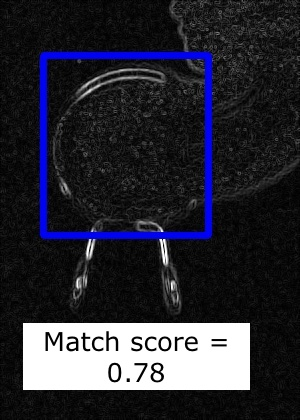 Match score =
0.78